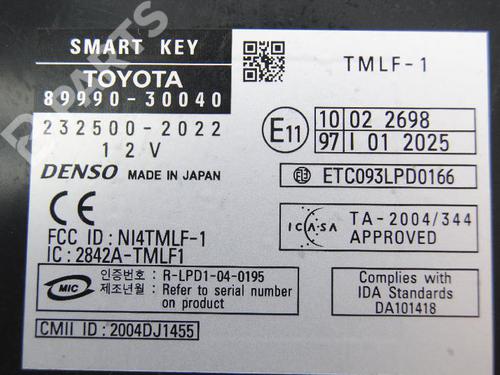 SMART KEY
TOYOTA
89990-30040
232500-2022
12V
DENSO MADE IN JAPAN
CE
FCC ID : NI4TMLF-1
IC : 2842A-TMLF1
MIC
인증번호 : R-LPD1-04-0195
제조년월 : Refer to serial number
on product
CMII ID : 2004DJ1455
TMLF-1
E11
10 02 2698
97 I 01 2025
ETC093LPD0166
ICASA
TA-2004/344
APPROVED
Complies with
IDA Standards
DA101418